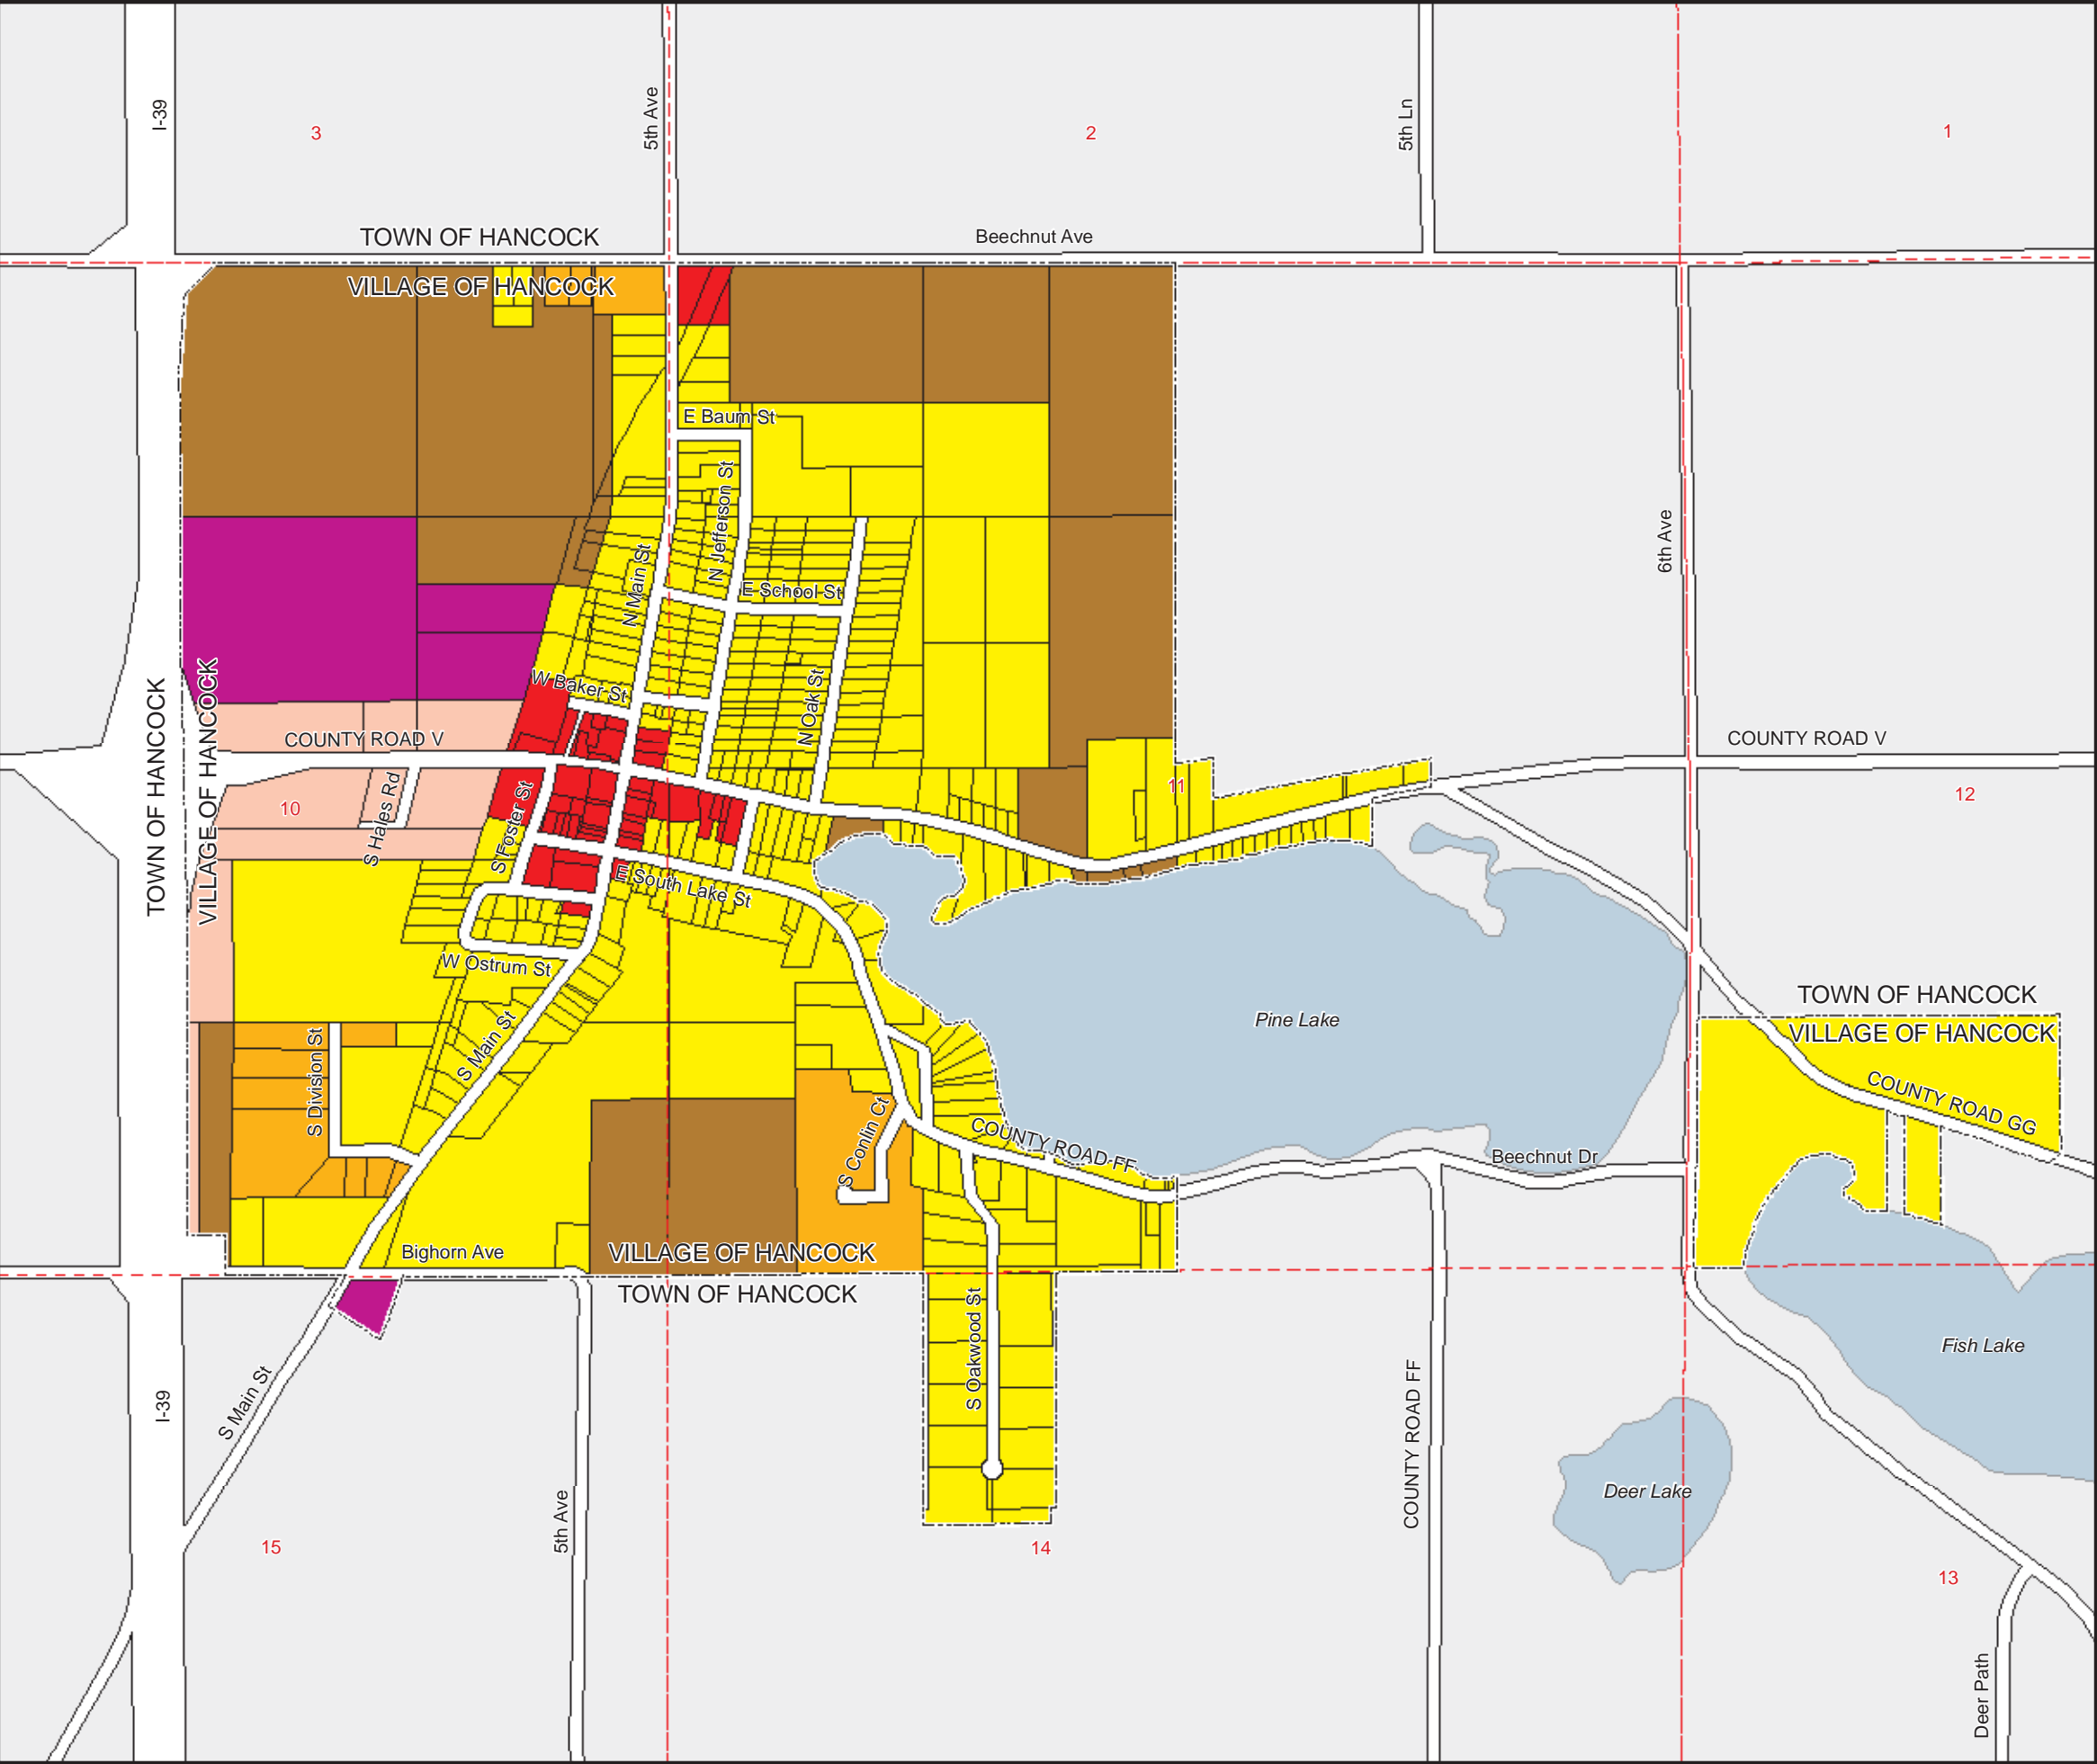 I-39
3
5th Ave
2
5th Ln
1
TOWN OF HANCOCK
Beechnut Ave
VILLAGE OF HANCOCK
E Baum St
N Jefferson St
6th Ave
N Main St
E School St
W Baker St
N Oak St
TOWN OF HANCOCK
VILLAGE OF HANCOCK
COUNTY ROAD V
COUNTY ROAD V
10
S Hales Rd
S Foster St
11
12
E South Lake St
W Ostrum St
TOWN OF HANCOCK
VILLAGE OF HANCOCK
Pine Lake
S Division St
S Main St
S Conlin Ct
COUNTY ROAD FF
COUNTY ROAD GG
Beechnut Dr
Bighorn Ave
VILLAGE OF HANCOCK
TOWN OF HANCOCK
S Oakwood St
Fish Lake
I-39
S Main St
COUNTY ROAD FF
Deer Lake
5th Ave
15
14
13
Deer Path